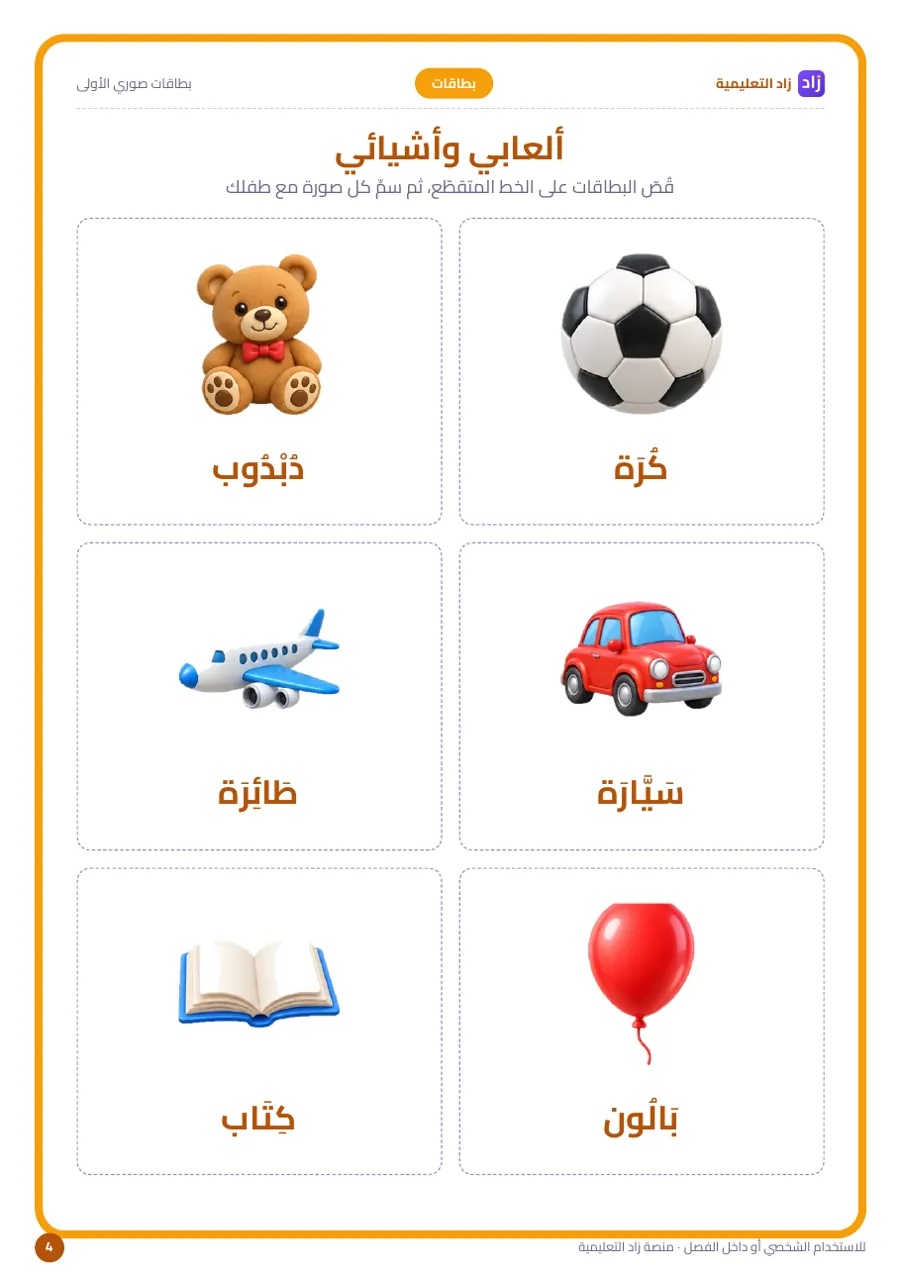 زاد زاد التعليمية
بطاقات
بطاقات صوري الأولى
ألعابي وأشيائي
قُصّ البطاقات على الخط المتقطّع، ثم سمِّ كل صورة مع طفلك
كُرَة
دُبْدُوب
سَيَّارَة
طَائِرَة
بَالُون
كِتَاب
للاستخدام الشخصي أو داخل الفصل · منصة زاد التعليمية
4